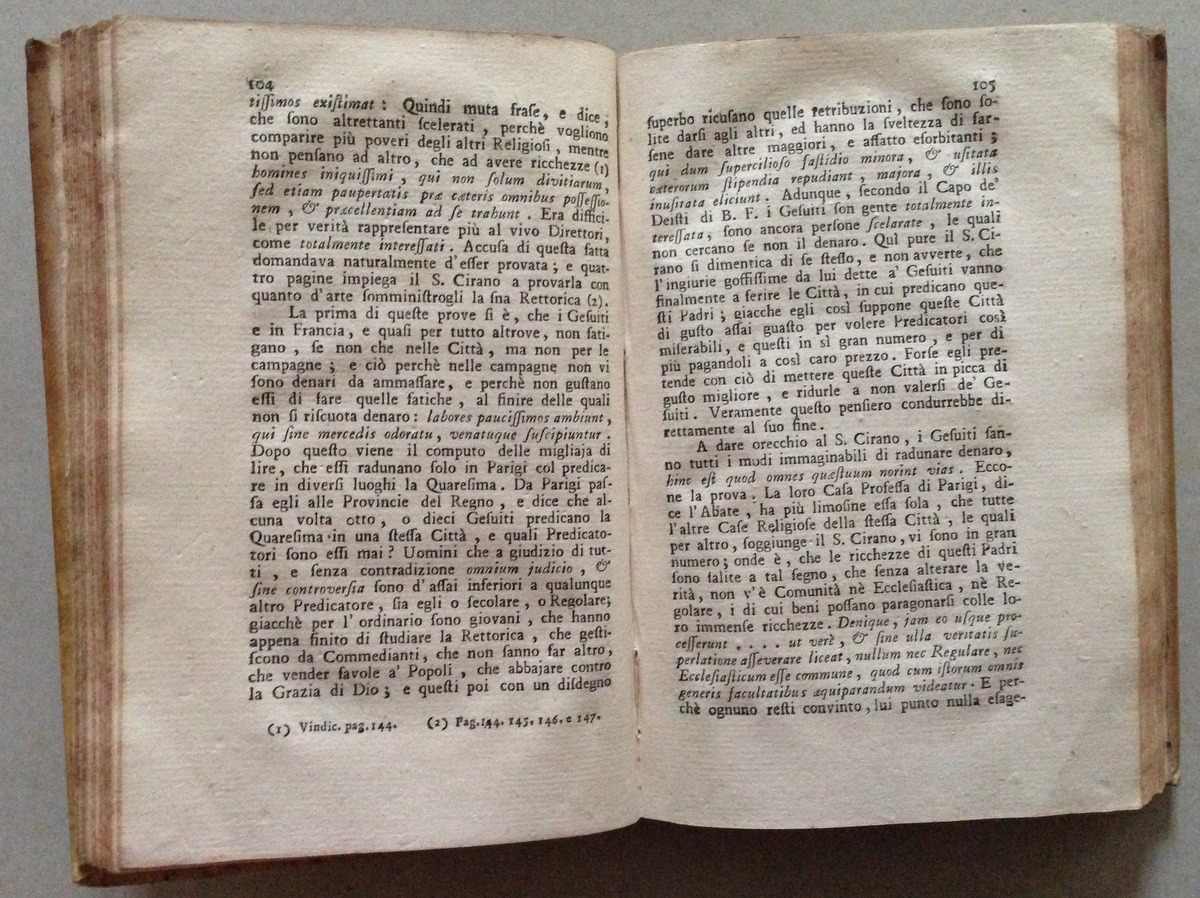 104
tiſſimos exiſtimat : Quindi muta fraſe, e dice,
che ſono altrettanti ſcelerati , perchè vogliono
comparire più poveri degli altri Religioſi , mentre
non penſano ad altro, che ad avere ricchezze (1)
homines iniquiſſimi , qui non ſolum divitiarum,
ſed etiam paupertatis præ cæteris omnibus poſſeſſio-
nem , & præcellentiam ad ſe trahunt . Era diffici-
le per verità rappreſentare più al vivo Direttori,
come totalmente intereſſati . Accuſa di queſta fatta
domandava naturalmente d'eſſer provata ; e quat-
tro pagine impiega il S. Cirano a provarla con
quanto d'arte ſomminiſtrogli la ſna Rettorica (2).
La prima di queſte prove ſi è, che i Geſuiti
e in Francia, e quaſi per tutto altrove, non fati-
gano , ſe non che nelle Città , ma non per le
campagne ; e ciò perchè nelle campagne non vi
ſono denari da ammaſſare, e perchè non guſtano
eſſi di fare quelle fatiche , al finire delle quali
non ſi riſcuota denaro : labores pauciſſimos ambiunt,
qui ſine mercedis odoratu, venatuque ſuſcipiuntur .
Dopo queſto viene il computo delle migliaja di
lire, che eſſi radunano ſolo in Parigi col predica-
re in diverſi luoghi la Quareſima. Da Parigi paſ-
ſa egli alle Provincie del Regno, e dice che al-
cuna volta otto, o dieci Geſuiti predicano la
Quareſima in una ſteſſa Città , e quali Predicato-
tori ſono eſſi mai ? Uomini che a giudizio di tut-
ti , e ſenza contradizione omnium judicio , &
ſine controverſia ſono d'aſſai inferiori a qualunque
altro Predicatore, ſia egli o ſecolare, o Regolare;
giacchè per l'ordinario ſono giovani , che hanno
appena finito di ſtudiare la Rettorica , che geſti-
ſcono da Commedianti, che non ſanno far altro,
che vender favole a' Popoli , che abbajare contro
la Grazia di Dio ; e queſti poi con un diſdegno
(1) Vindic. pag. 144. (2) Pag. 144. 145. 146. e 147.
105
ſuperbo ricuſano quelle retribuzioni , che ſono ſo-
lite darſi agli altri , ed hanno la ſveltezza di far-
ſene dare altre maggiori , e affatto eſorbitanti ;
qui dum ſupercilioſo faſtidio minora , & uſitata
cæterorum ſtipendia repudiant , majora , & illis
inuſitata eliciunt . Adunque , ſecondo il Capo de'
Deiſti di B. F. i Geſuiti ſon gente totalmente in-
tereſſata, ſono ancora perſone ſcelarate , le quali
non cercano ſe non il denaro. Quì pure il S. Ci-
rano ſi dimentica di ſe ſteſſo, e non avverte, che
l'ingiurie goffiſſime da lui dette a' Geſuiti vanno
finalmente a ferire le Città, in cui predicano que-
ſti Padri ; giacche egli così ſuppone queſte Città
di guſto aſſai guaſto per volere Predicatori così
miſerabili , e queſti in sì gran numero , e per di
più pagandoli a così caro prezzo. Forſe egli pre-
tende con ciò di mettere queſte Città in picca di
guſto migliore , e ridurle a non valerſi de' Ge-
ſuiti . Veramente queſto penſiero condurrebbe di-
rettamente al ſuo fine.
A dare orecchio al S. Cirano , i Geſuiti ſan-
no tutti i modi immaginabili di radunare denaro,
hinc eſt quod omnes quæſtuum norint vias . Ecco-
ne la prova . La loro Caſa Profeſſa di Parigi, di-
ce l'Abate , ha più limoſine eſſa ſola , che tutte
l'altre Caſe Religioſe della ſteſſa Città , le quali
per altro, ſoggiunge il S. Cirano, vi ſono in gran
numero ; onde è , che le ricchezze di queſti Padri
ſono ſalite a tal ſegno, che ſenza alterare la ve-
rità, non v'è Comunità nè Eccleſiaſtica, nè Re-
golare , i di cui beni poſſano paragonarſi colle lo-
ro immenſe ricchezze. Denique, jam eo uſque pro-
ceſſerunt . . . . ut verè , & ſine ulla veritatis ſu-
perlatione aſſeverare liceat, nullum nec Regulare, nec
Eccleſiaſticum eſſe commune, quod cum iſtorum omnis
generis facultatibus æquiparandum videatur . E per-
chè ognuno reſti convinto, lui punto nulla eſage-